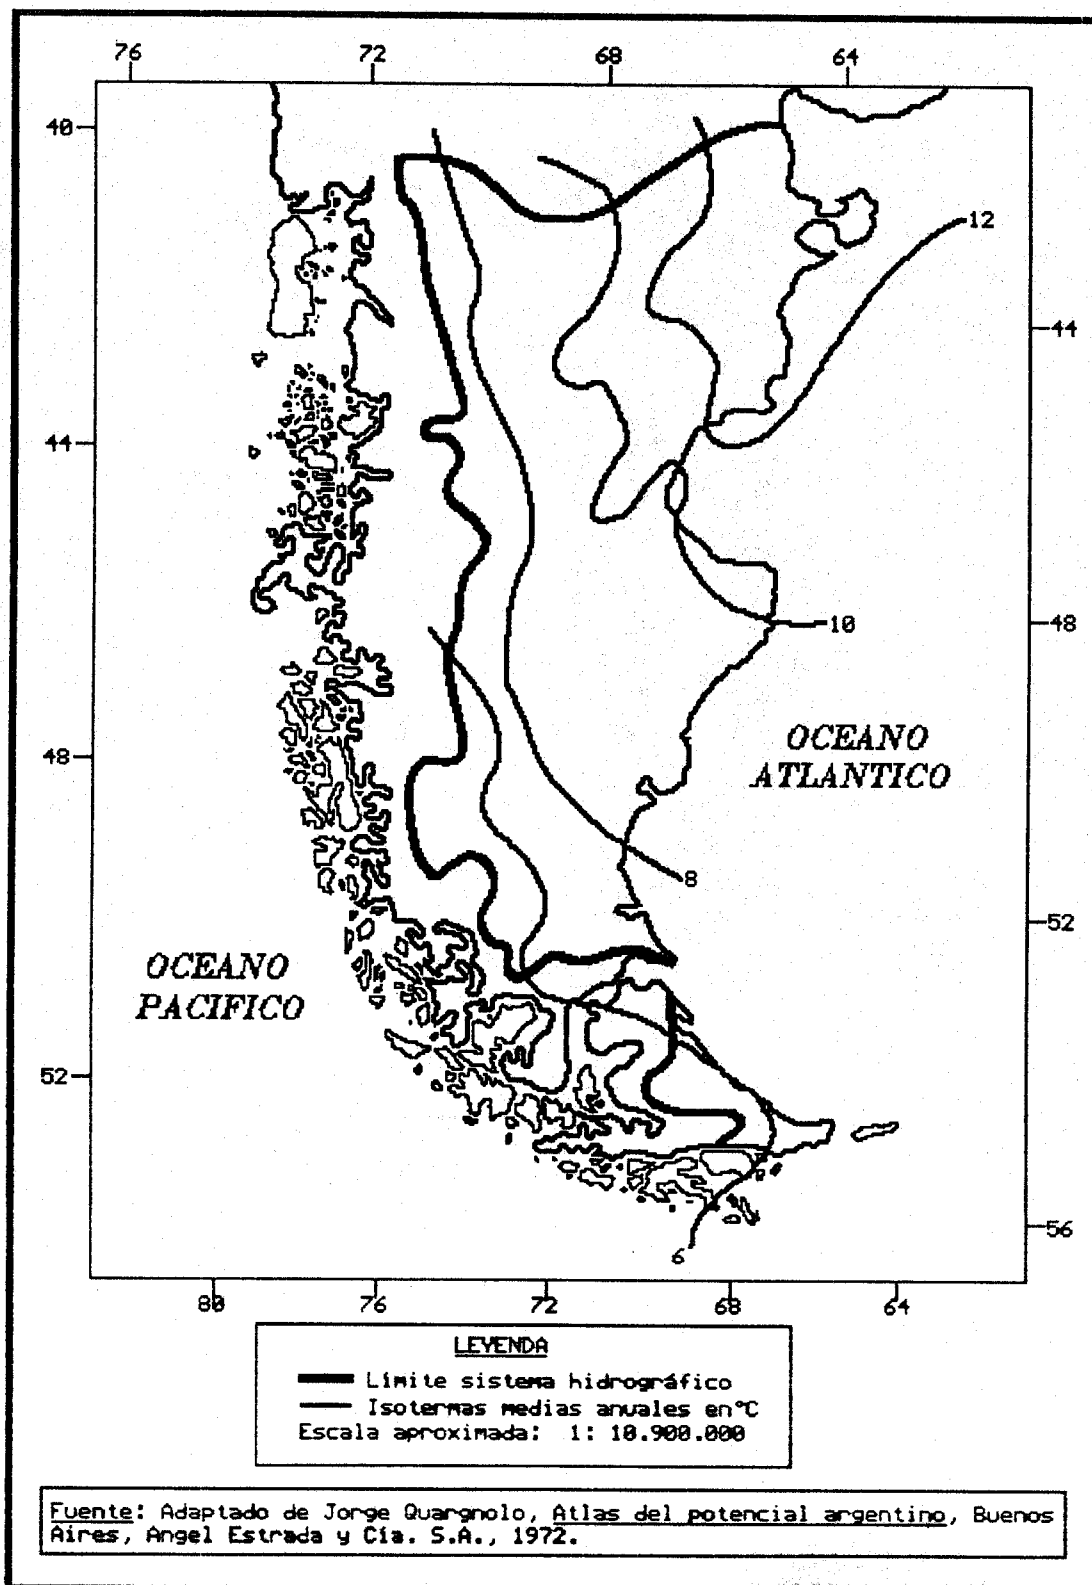 76 72 68 64
40
12
44
44
10
48
OCEANO
ATLANTICO
48
8
52
OCEANO
PACIFICO
52
56
6
80 76 72 68 64
LEYENDA
Límite sistema hidrográfico
Isotermas medias anuales en°C
Escala aproximada: 1: 10.900.000
Fuente: Adaptado de Jorge Quargnolo, Atlas del potencial argentino, Buenos
Aires, Angel Estrada y Cía. S.A., 1972.